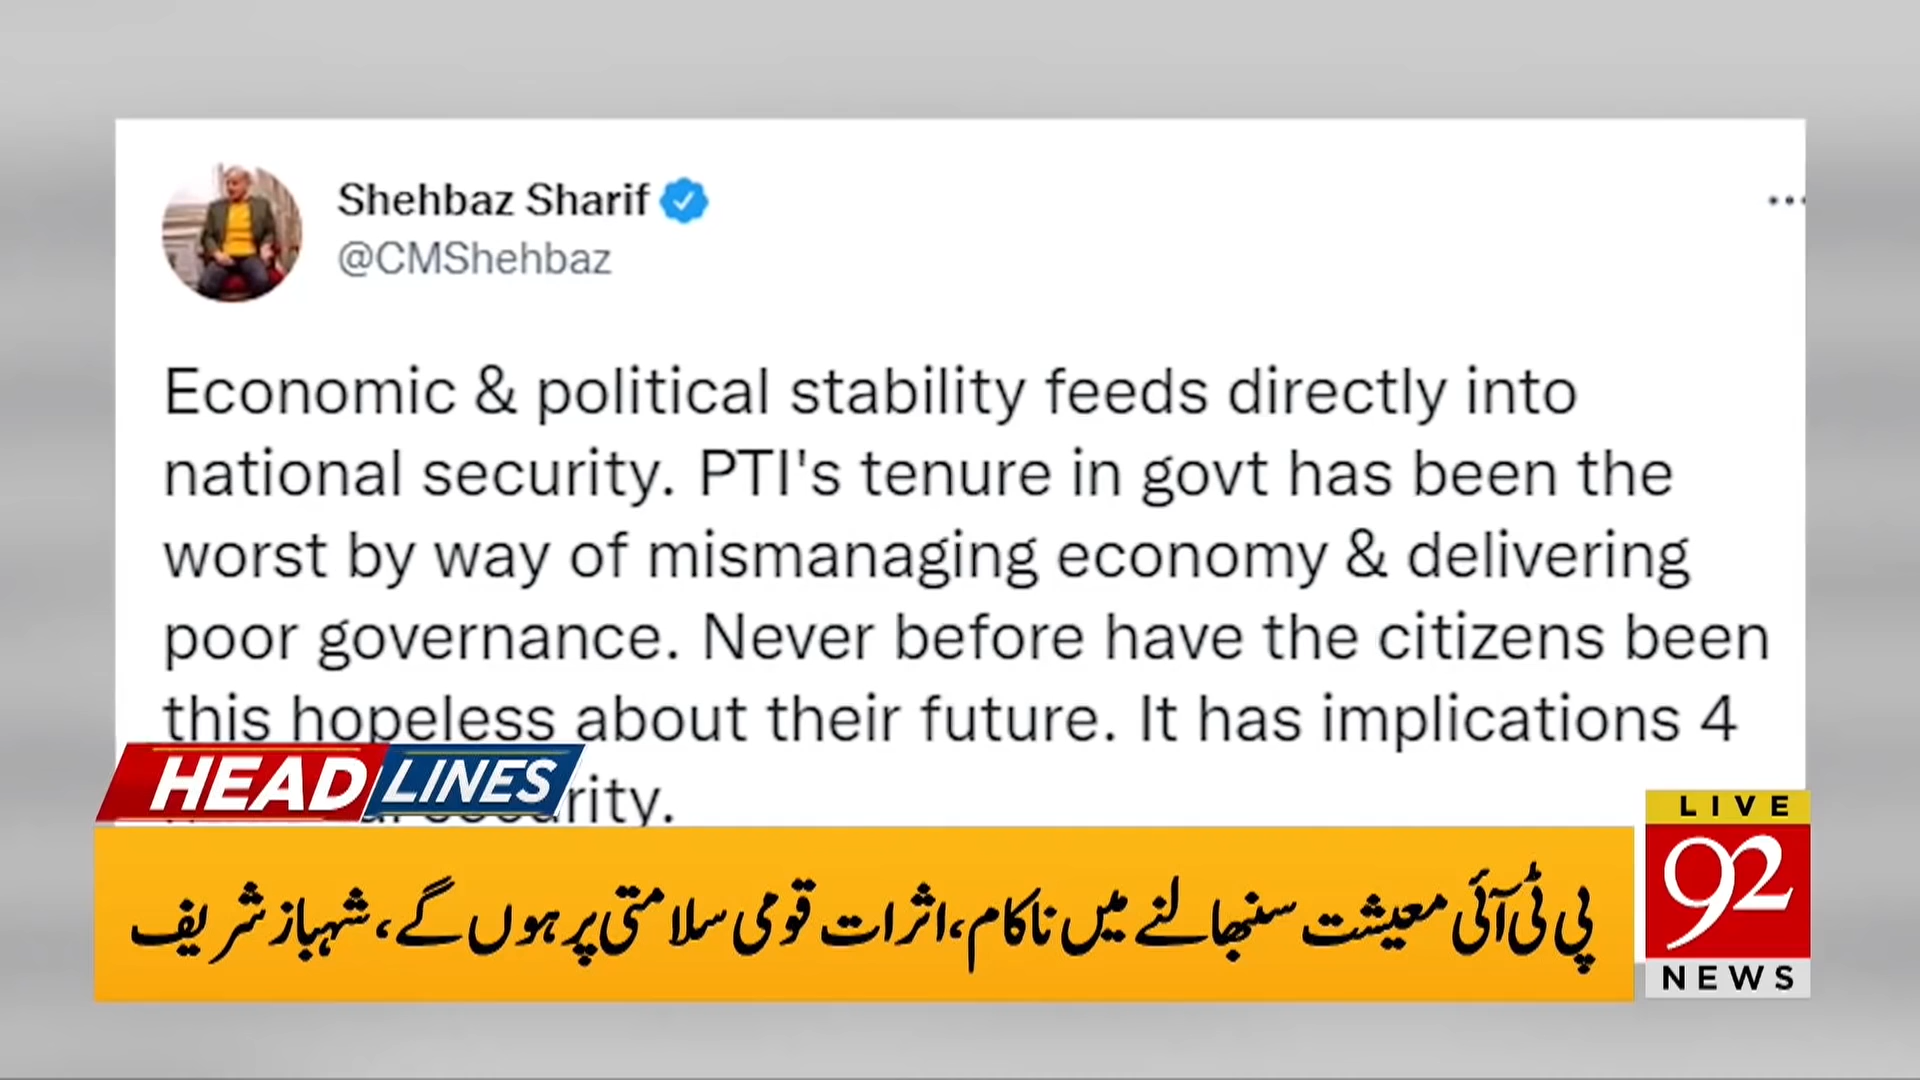 Shehbaz Sharif
@CMShehbaz
Economic & political stability feeds directly into
national security. PTI's tenure in govt has been the
worst by way of mismanaging economy & delivering
poor governance. Never before have the citizens been
this hopeless about their future. It has implications 4
HEADLINES
پی ٹی آئی معیشت سنبھالنے میں ناکام، اثرات قومی سلامتی پر ہوں گے، شہباز شریف
LIVE
92
NEWS